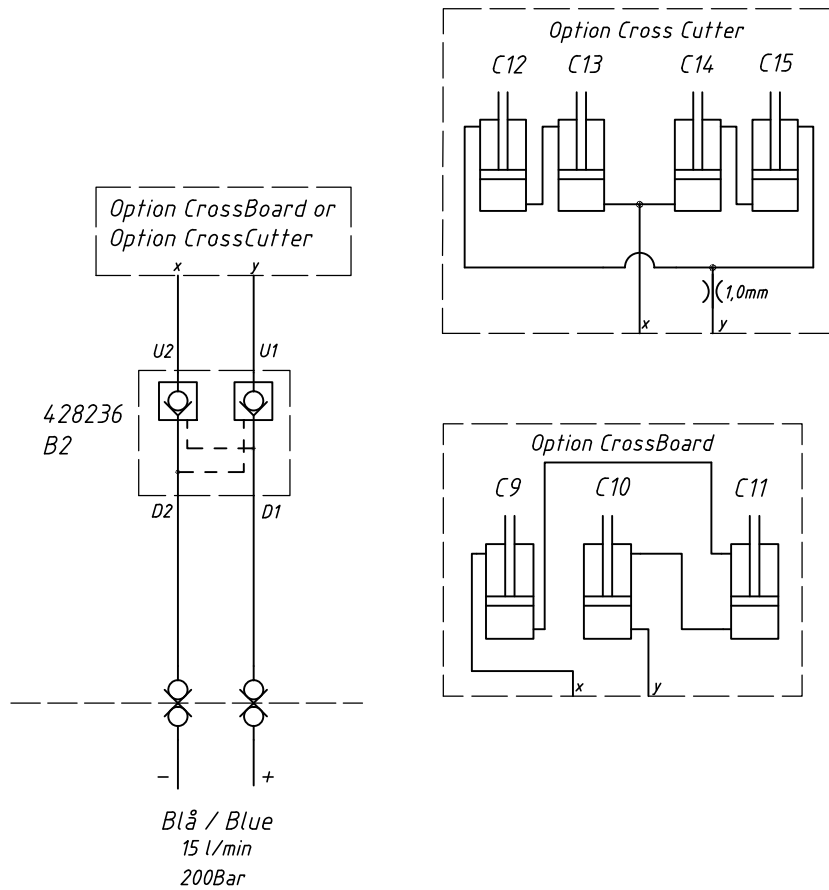 Option Cross Cutter
C12 C13 C14 C15
1,0mm
x y
Option CrossBoard or
Option CrossCutter
x y
U2 U1
428236
B2
D2 D1
- +
Blå / Blue
15 l/min
200Bar
Option CrossBoard
C9 C10 C11
x y